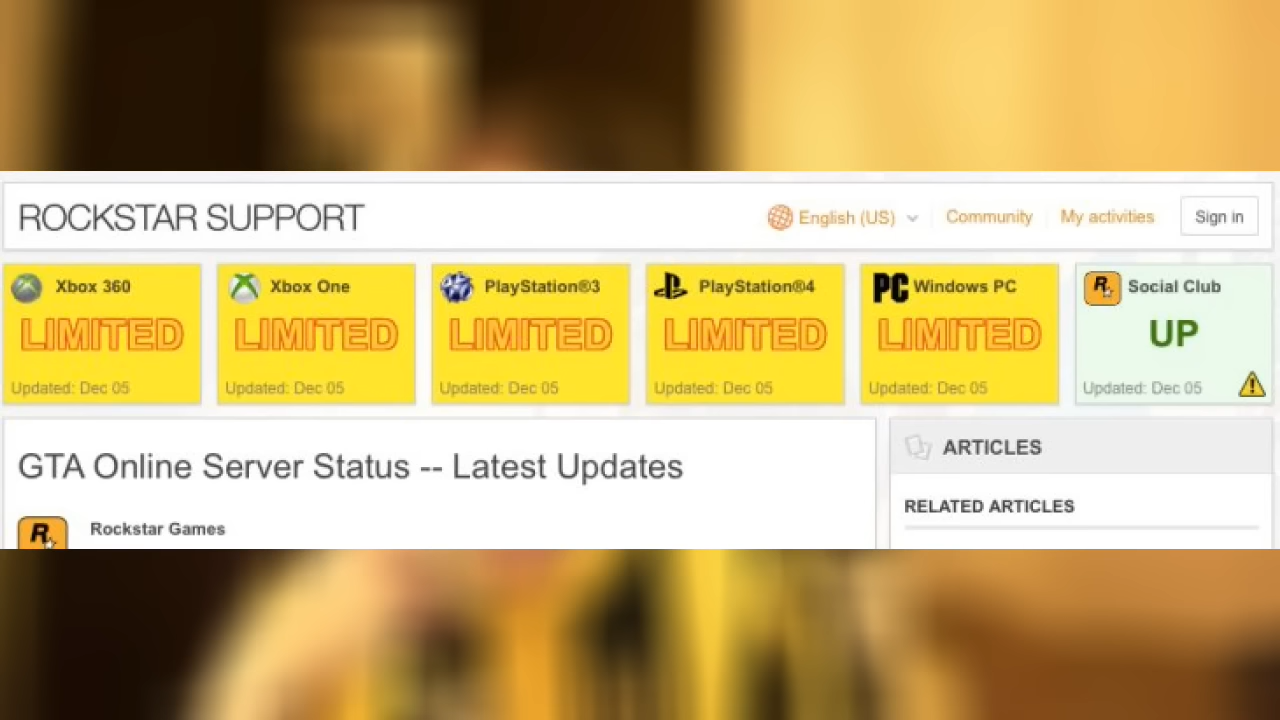 ROCKSTAR SUPPORT
English (US)
Community
My activities
Sign in
Xbox 360
LIMITED
Updated: Dec 05
Xbox One
LIMITED
Updated: Dec 05
PlayStation®3
LIMITED
Updated: Dec 05
PlayStation®4
LIMITED
Updated: Dec 05
PC Windows PC
LIMITED
Updated: Dec 05
R Social Club
UP
Updated: Dec 05
GTA Online Server Status -- Latest Updates
R
Rockstar Games
ARTICLES
RELATED ARTICLES